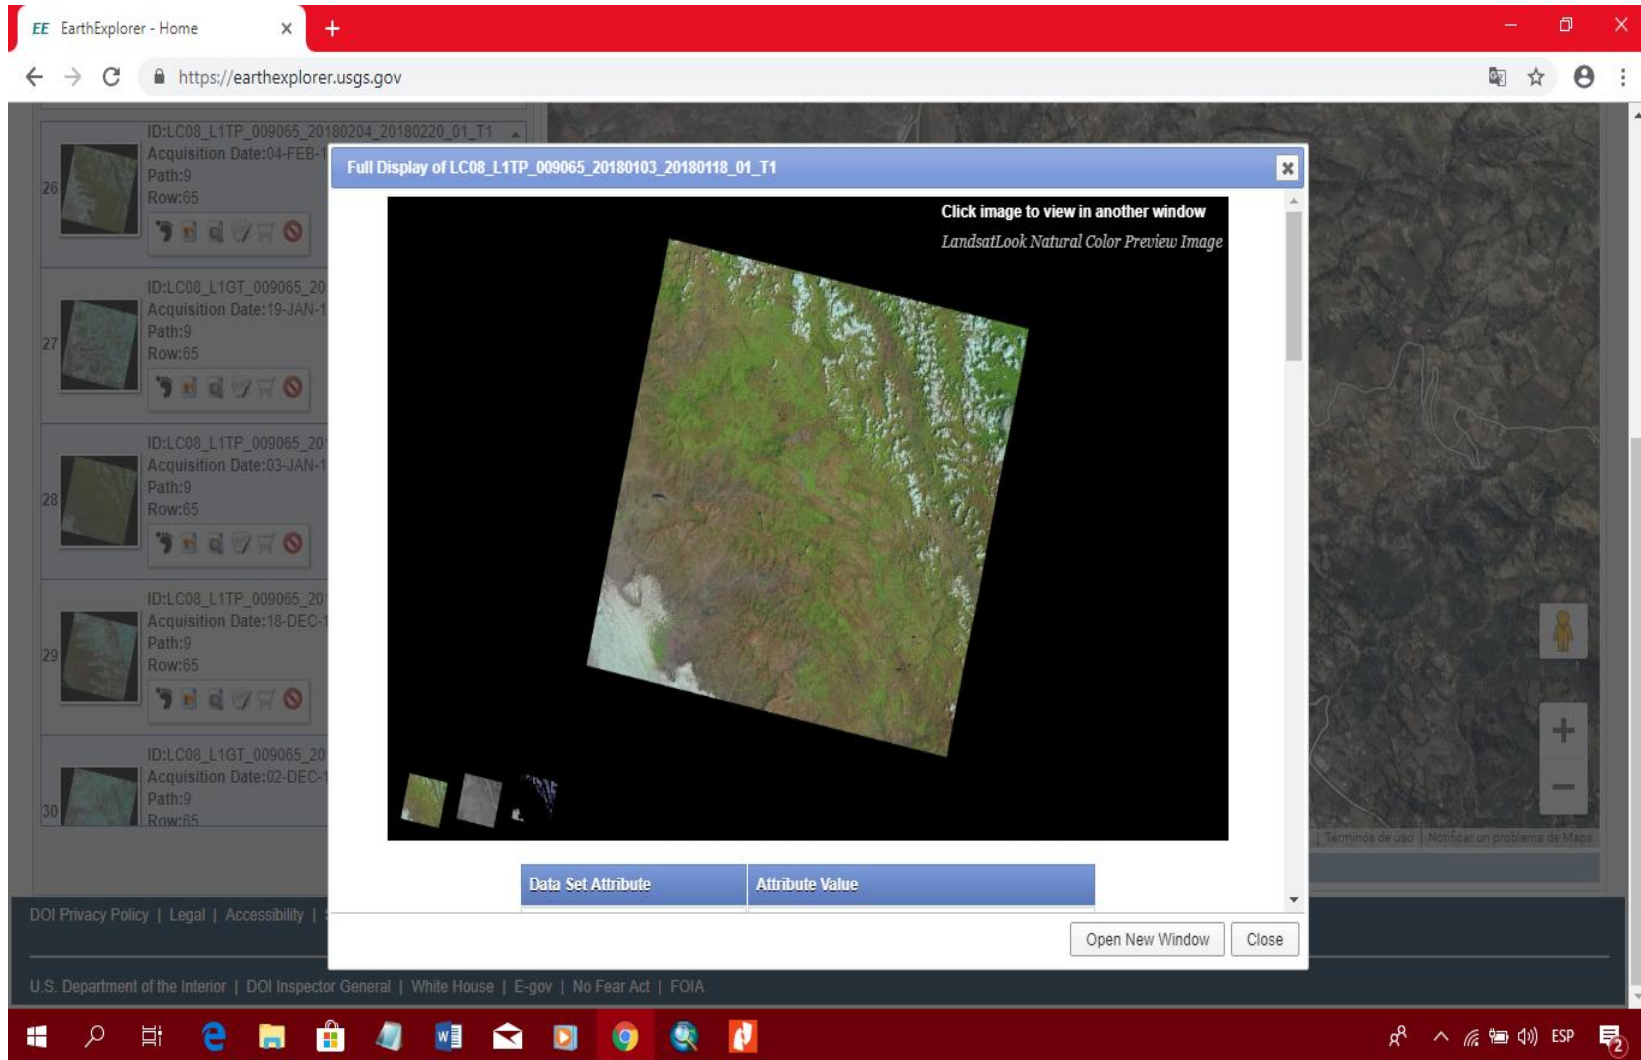 EE EarthExplorer - Home
https://earthexplorer.usgs.gov
ID:LC08_L1TP_009065_20180204_20180220_01_T1
Acquisition Date:04-FEB-1
Path:9
Row:65
26
ID:LC08_L1GT_009065_20
Acquisition Date:19-JAN-1
Path:9
Row:65
27
ID:LC08_L1TP_009065_20
Acquisition Date:03-JAN-1
Path:9
Row:65
28
ID:LC08_L1TP_009065_20
Acquisition Date:18-DEC-1
Path:9
Row:65
29
ID:LC08_L1GT_009065_20
Acquisition Date:02-DEC-1
Path:9
Row:65
30
Full Display of LC08_L1TP_009065_20180103_20180118_01_T1
Click image to view in another window
LandsatLook Natural Color Preview Image
Data Set Attribute Attribute Value
Open New Window Close
Términos de uso Notificar un problema de Maps
DOI Privacy Policy | Legal | Accessibility |
U.S. Department of the Interior | DOI Inspector General | White House | E-gov | No Fear Act | FOIA
ESP
2